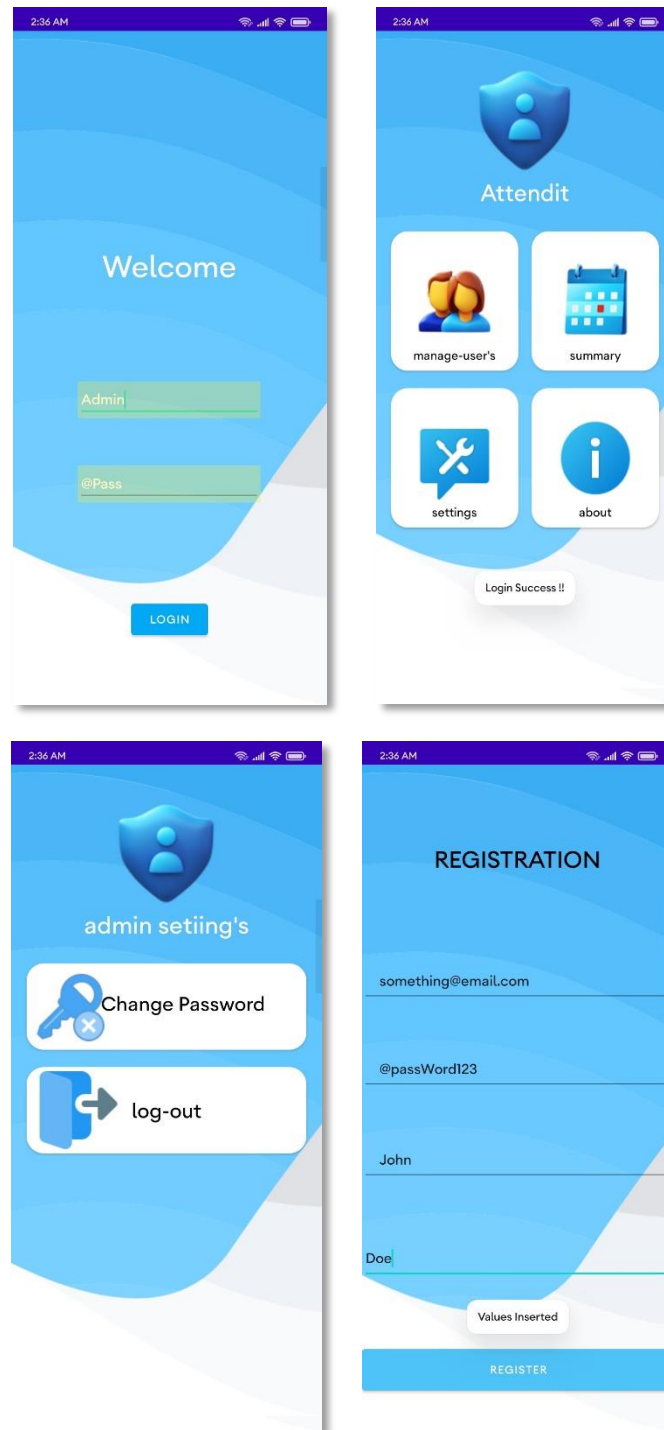 2:36 AM
Welcome
Admin
@Pass
LOGIN
2:36 AM
Attendit
manage-user's
summary
settings
about
Login Success !!
2:36 AM
admin setiing's
Change Password
log-out
2:36 AM
REGISTRATION
something@email.com
@passWord123
John
Doe
Values Inserted
REGISTER